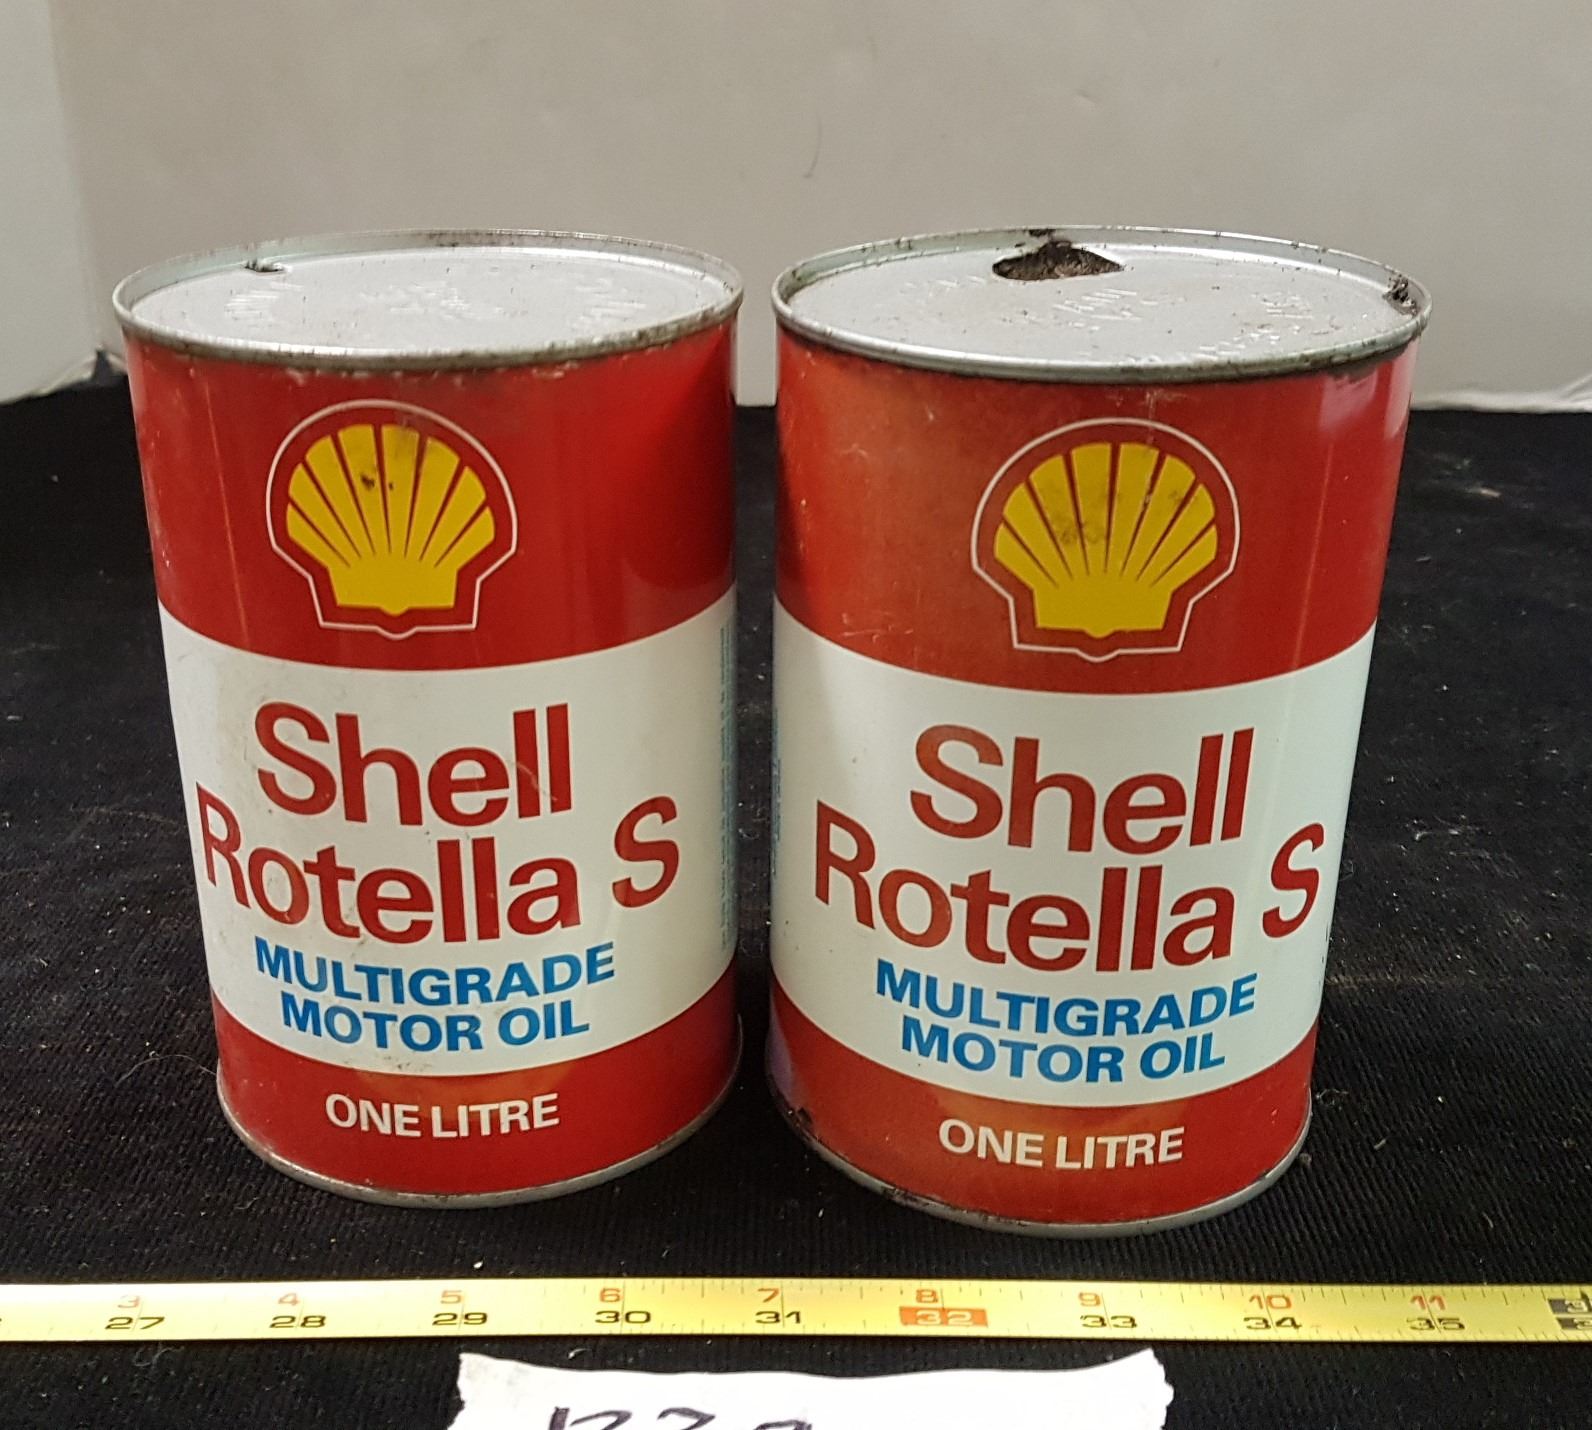 Shell
Rotella S
MULTIGRADE
MOTOR OIL
ONE LITRE
Shell
Rotella S
MULTIGRADE
MOTOR OIL
ONE LITRE
3 4 5 6 7 8 9 10 11
27 28 29 30 31 32 33 34 35